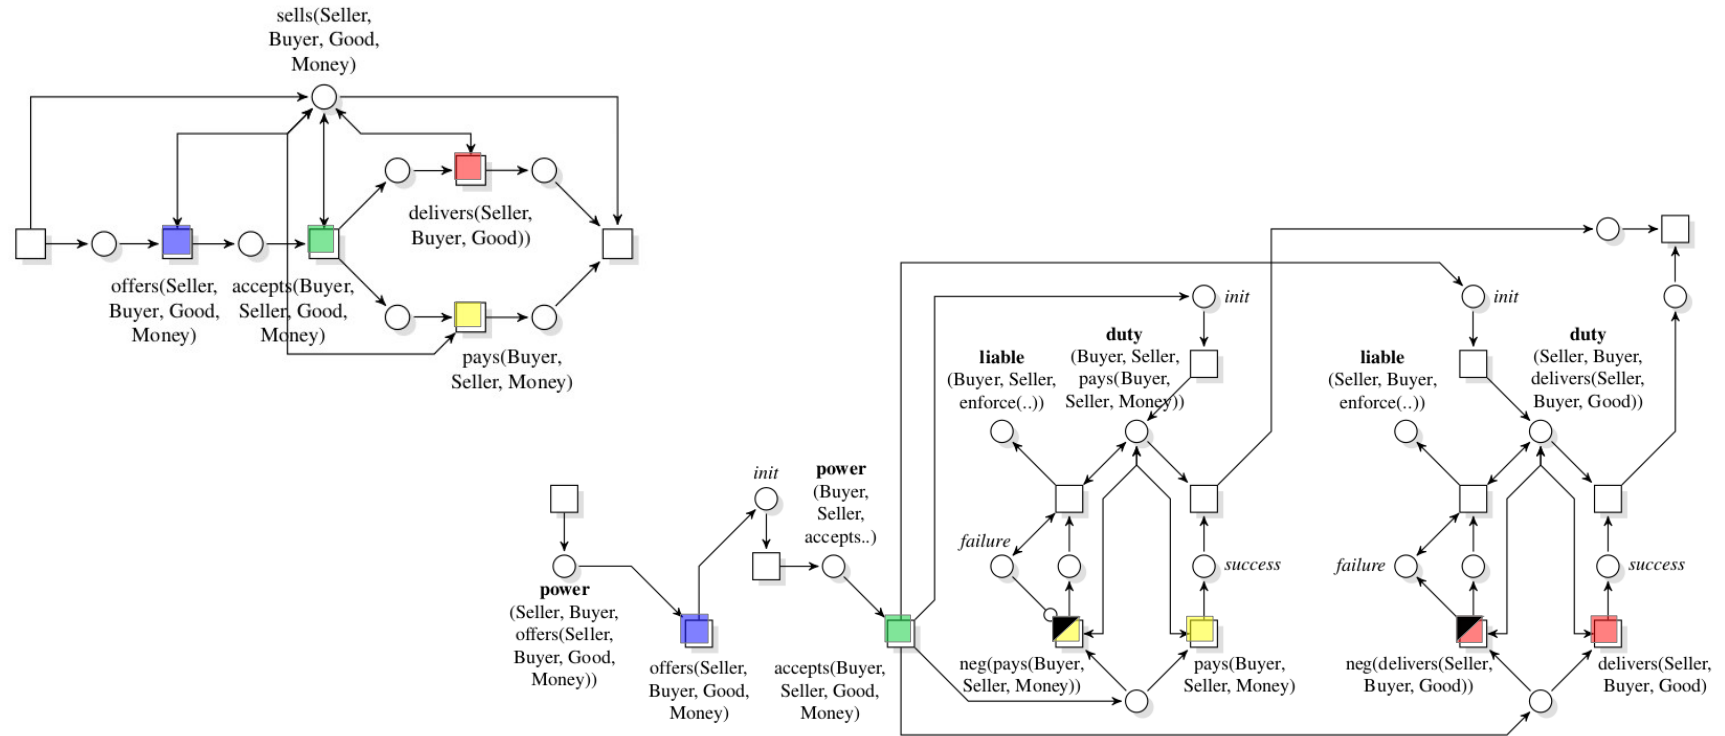 sells(Seller,
Buyer, Good,
Money)
delivers(Seller,
Buyer, Good))
offers(Seller,
Buyer, Good,
Money)
accepts(Buyer,
Seller, Good,
Money)
pays(Buyer,
Seller, Money)
power
(Seller, Buyer,
offers(Seller,
Buyer, Good,
Money))
offers(Seller,
Buyer, Good,
Money)
init
power
(Buyer,
Seller,
accepts..)
accepts(Buyer,
Seller, Good,
Money)
init
liable
(Buyer, Seller,
enforce(..))
duty
(Buyer, Seller,
pays(Buyer,
Seller, Money))
failure
success
neg(pays(Buyer,
Seller, Money))
pays(Buyer,
Seller, Money)
init
liable
(Seller, Buyer,
enforce(..))
duty
(Seller, Buyer,
delivers(Seller,
Buyer, Good))
failure
success
neg(delivers(Seller,
Buyer, Good))
delivers(Seller,
Buyer, Good)